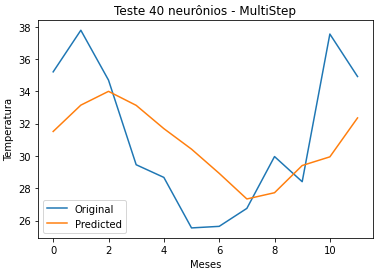 Teste 40 neurônios - MultiStep
38
36
34
32
30
28
26
Temperatura
Original
Predicted
0 2 4 6 8 10
Meses